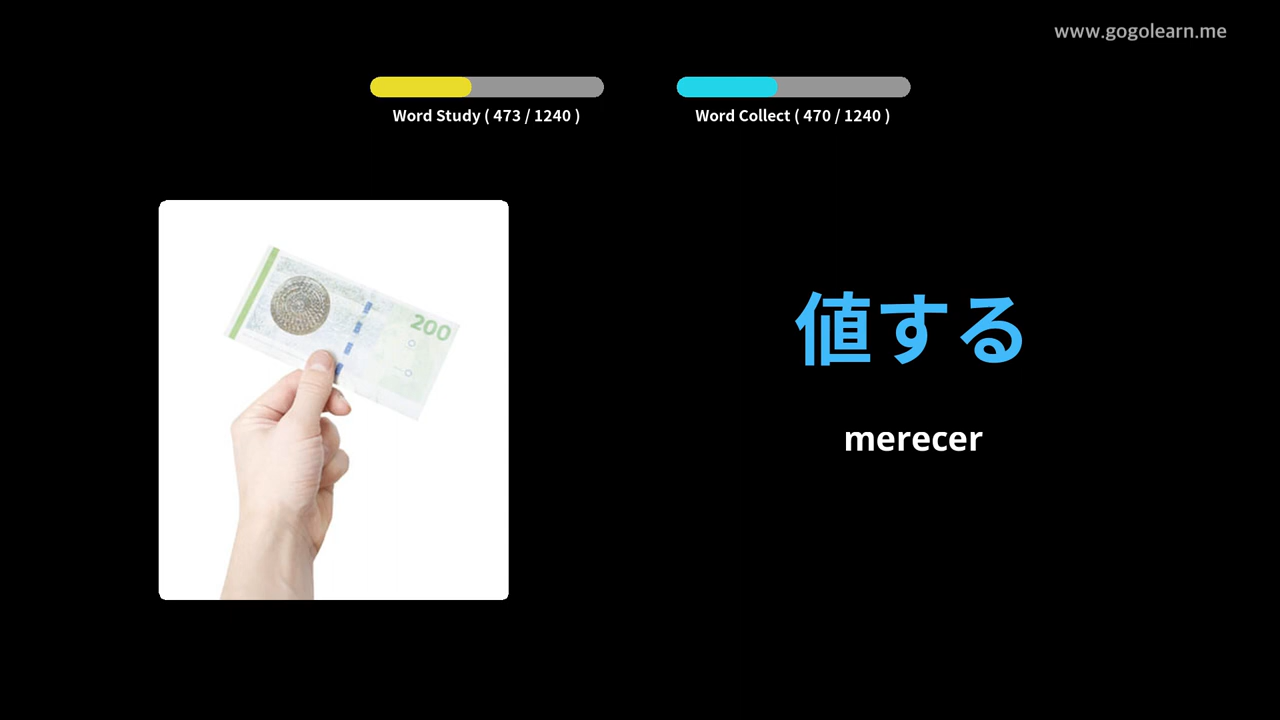 www.gogolearn.me
Word Study ( 473 / 1240 )
Word Collect ( 470 / 1240 )
200
値する
merecer